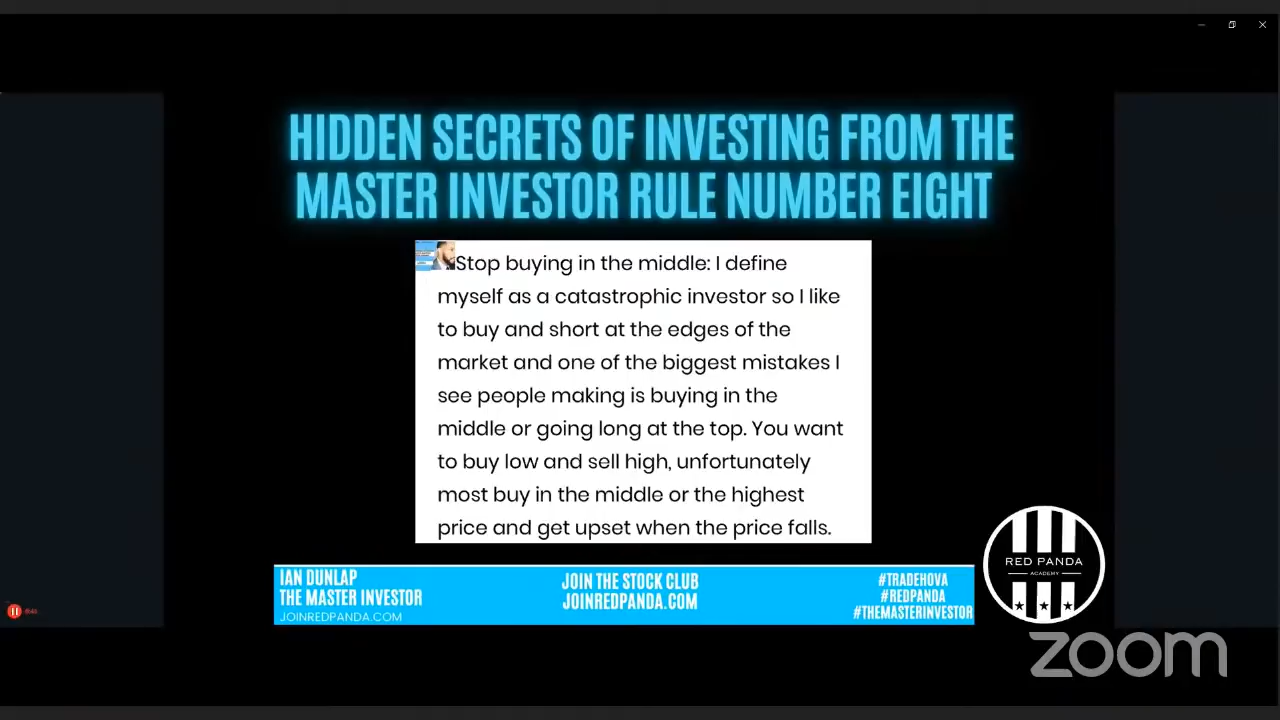 HIDDEN SECRETS OF INVESTING FROM THE
MASTER INVESTOR RULE NUMBER EIGHT
Stop buying in the middle: I define
myself as a catastrophic investor so I like
to buy and short at the edges of the
market and one of the biggest mistakes I
see people making is buying in the
middle or going long at the top. You want
to buy low and sell high, unfortunately
most buy in the middle or the highest
price and get upset when the price falls.
IAN DUNLAP
THE MASTER INVESTOR
JOINREDPANDA.COM
JOIN THE STOCK CLUB
JOINREDPANDA.COM
#TRADEHOVA
#REDPANDA
#THEMASTERINVESTOR
RED PANDA
ACADEMY
zoom